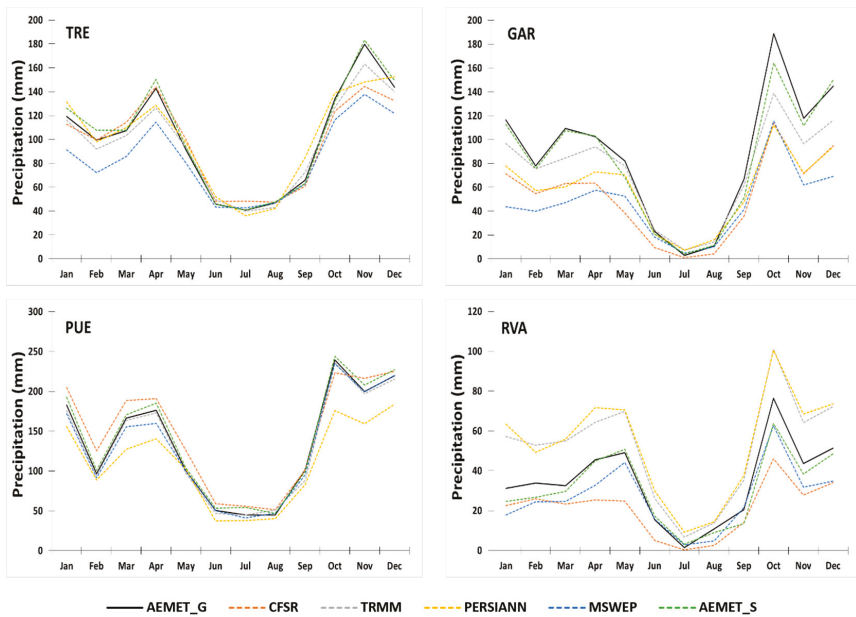 TRE
Precipitation (mm)
200
180
160
140
120
100
80
60
40
20
0
Jan Feb Mar Apr May Jun Jul Aug Sep Oct Nov Dec
GAR
Precipitation (mm)
200
180
160
140
120
100
80
60
40
20
0
Jan Feb Mar Apr May Jun Jul Aug Sep Oct Nov Dec
PUE
Precipitation (mm)
300
250
200
150
100
50
0
Jan Feb Mar Apr May Jun Jul Aug Sep Oct Nov Dec
RVA
Precipitation (mm)
120
100
80
60
40
20
0
Jan Feb Mar Apr May Jun Jul Aug Sep Oct Nov Dec
AEMET_G CFSR TRMM PERSIANN MSWEP AEMET_S